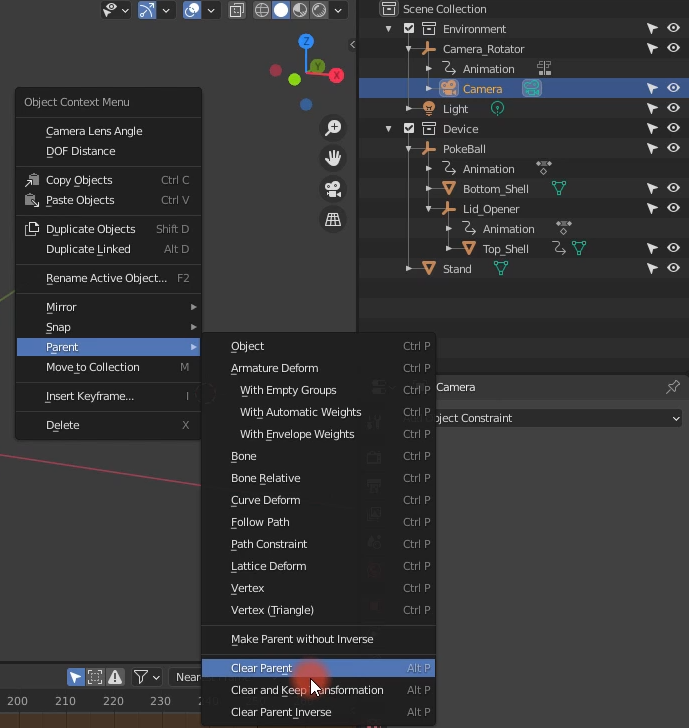 Scene Collection
Environment
Camera_Rotator
Animation
Camera
Light
Device
PokeBall
Animation
Bottom_Shell
Lid_Opener
Animation
Top_Shell
Stand
Z
Y
X
Object Context Menu
Camera Lens Angle
DOF Distance
Copy Objects Ctrl C
Paste Objects Ctrl V
Duplicate Objects Shift D
Duplicate Linked Alt D
Rename Active Object... F2
Mirror
Snap
Parent
Move to Collection M
Insert Keyframe... I
Delete X
Object Ctrl P
Armature Deform Ctrl P
With Empty Groups Ctrl P
With Automatic Weights Ctrl P
With Envelope Weights Ctrl P
Bone Ctrl P
Bone Relative Ctrl P
Curve Deform Ctrl P
Follow Path Ctrl P
Path Constraint Ctrl P
Lattice Deform Ctrl P
Vertex Ctrl P
Vertex (Triangle) Ctrl P
Make Parent without Inverse
Clear Parent Alt P
Clear and Keep Transformation Alt P
Clear Parent Inverse Alt P
Camera
bject Constraint
Near
200 210 220 23